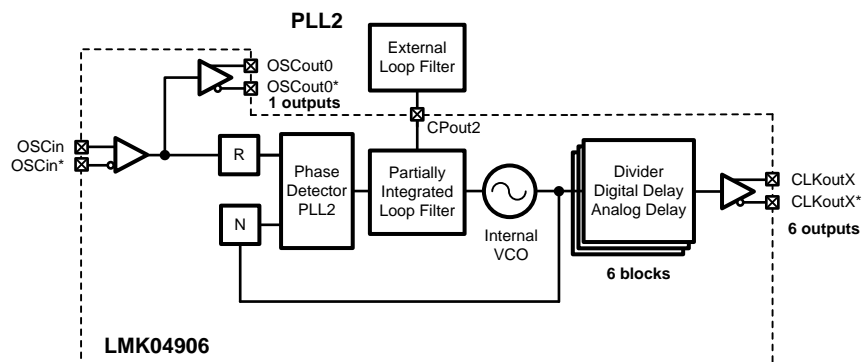 PLL2
OSCout0
OSCout0*
1 outputs
External
Loop Filter
CPout2
OSCin
OSCin*
R
N
Phase
Detector
PLL2
Partially
Integrated
Loop Filter
Internal
VCO
Divider
Digital Delay
Analog Delay
6 blocks
CLKoutX
CLKoutX*
6 outputs
LMK04906